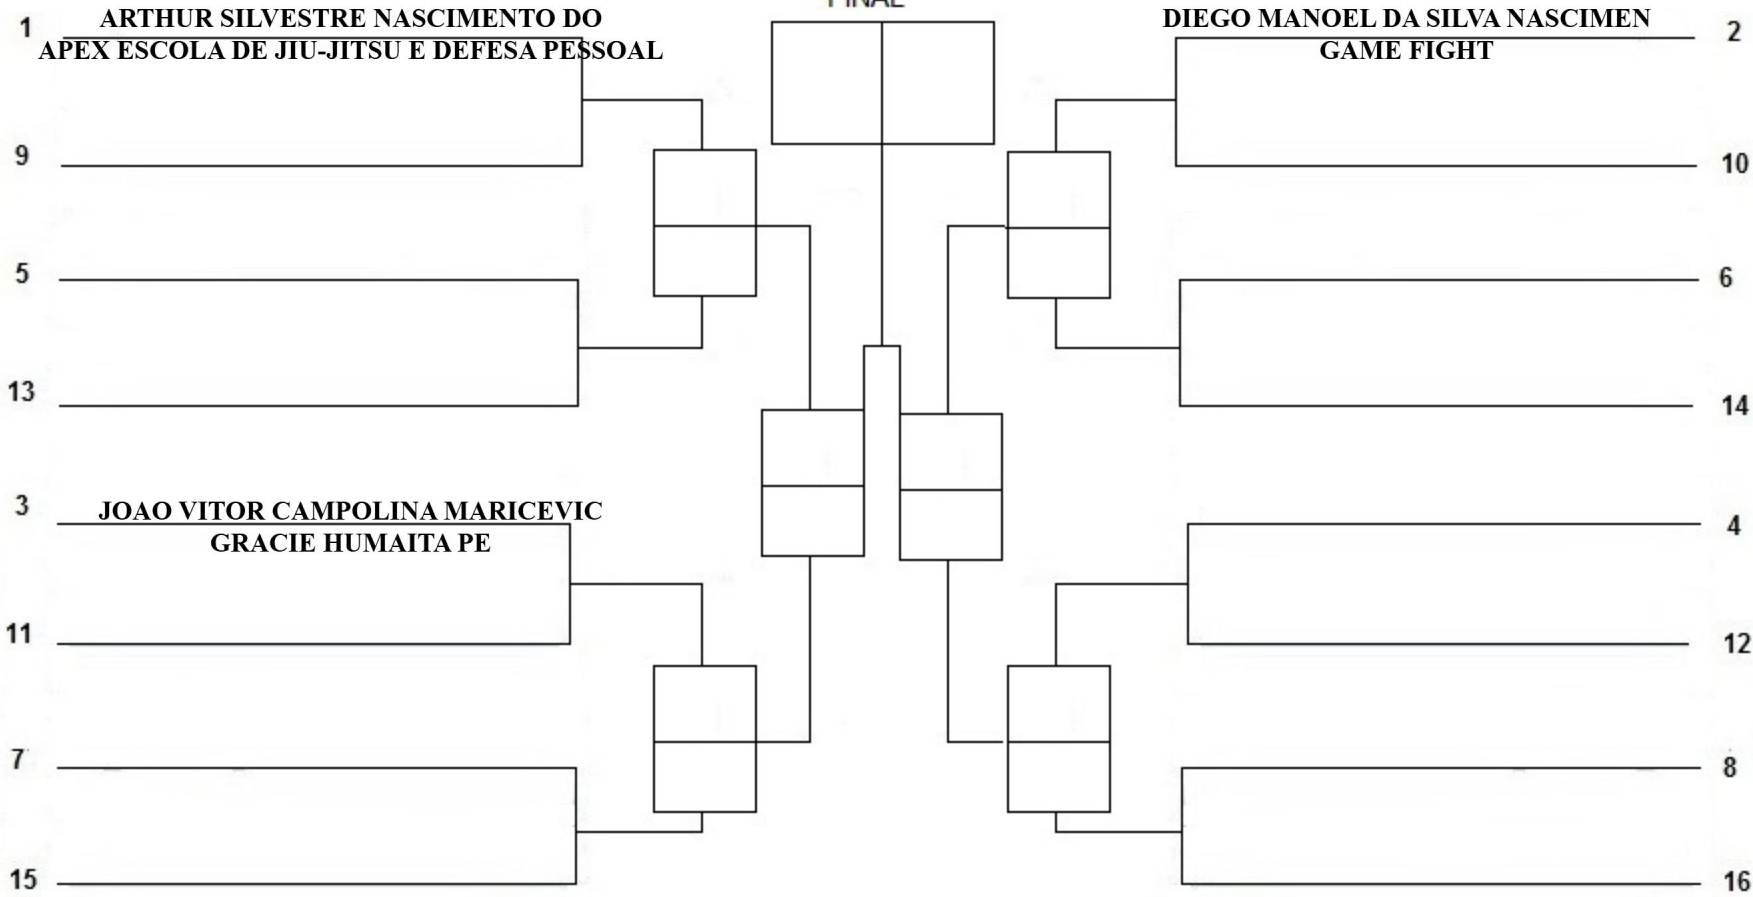 FINAL
1
ARTHUR SILVESTRE NASCIMENTO DO
APEX ESCOLA DE JIU-JITSU E DEFESA PESSOAL
9
5
13
3
JOAO VITOR CAMPOLINA MARICEVIC
GRACIE HUMAITA PE
11
7
15
DIEGO MANOEL DA SILVA NASCIMEN
GAME FIGHT
2
10
6
14
4
12
8
16